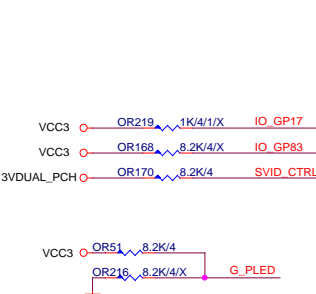 VCC3 OR219 1K/4/1/X IO_GP17
VCC3 OR168 8.2K/4/X IO_GP83
3VDUAL_PCH OR170 8.2K/4 SVID_CTRL
VCC3 OR51 8.2K/4
OR216 8.2K/4/X G_PLED